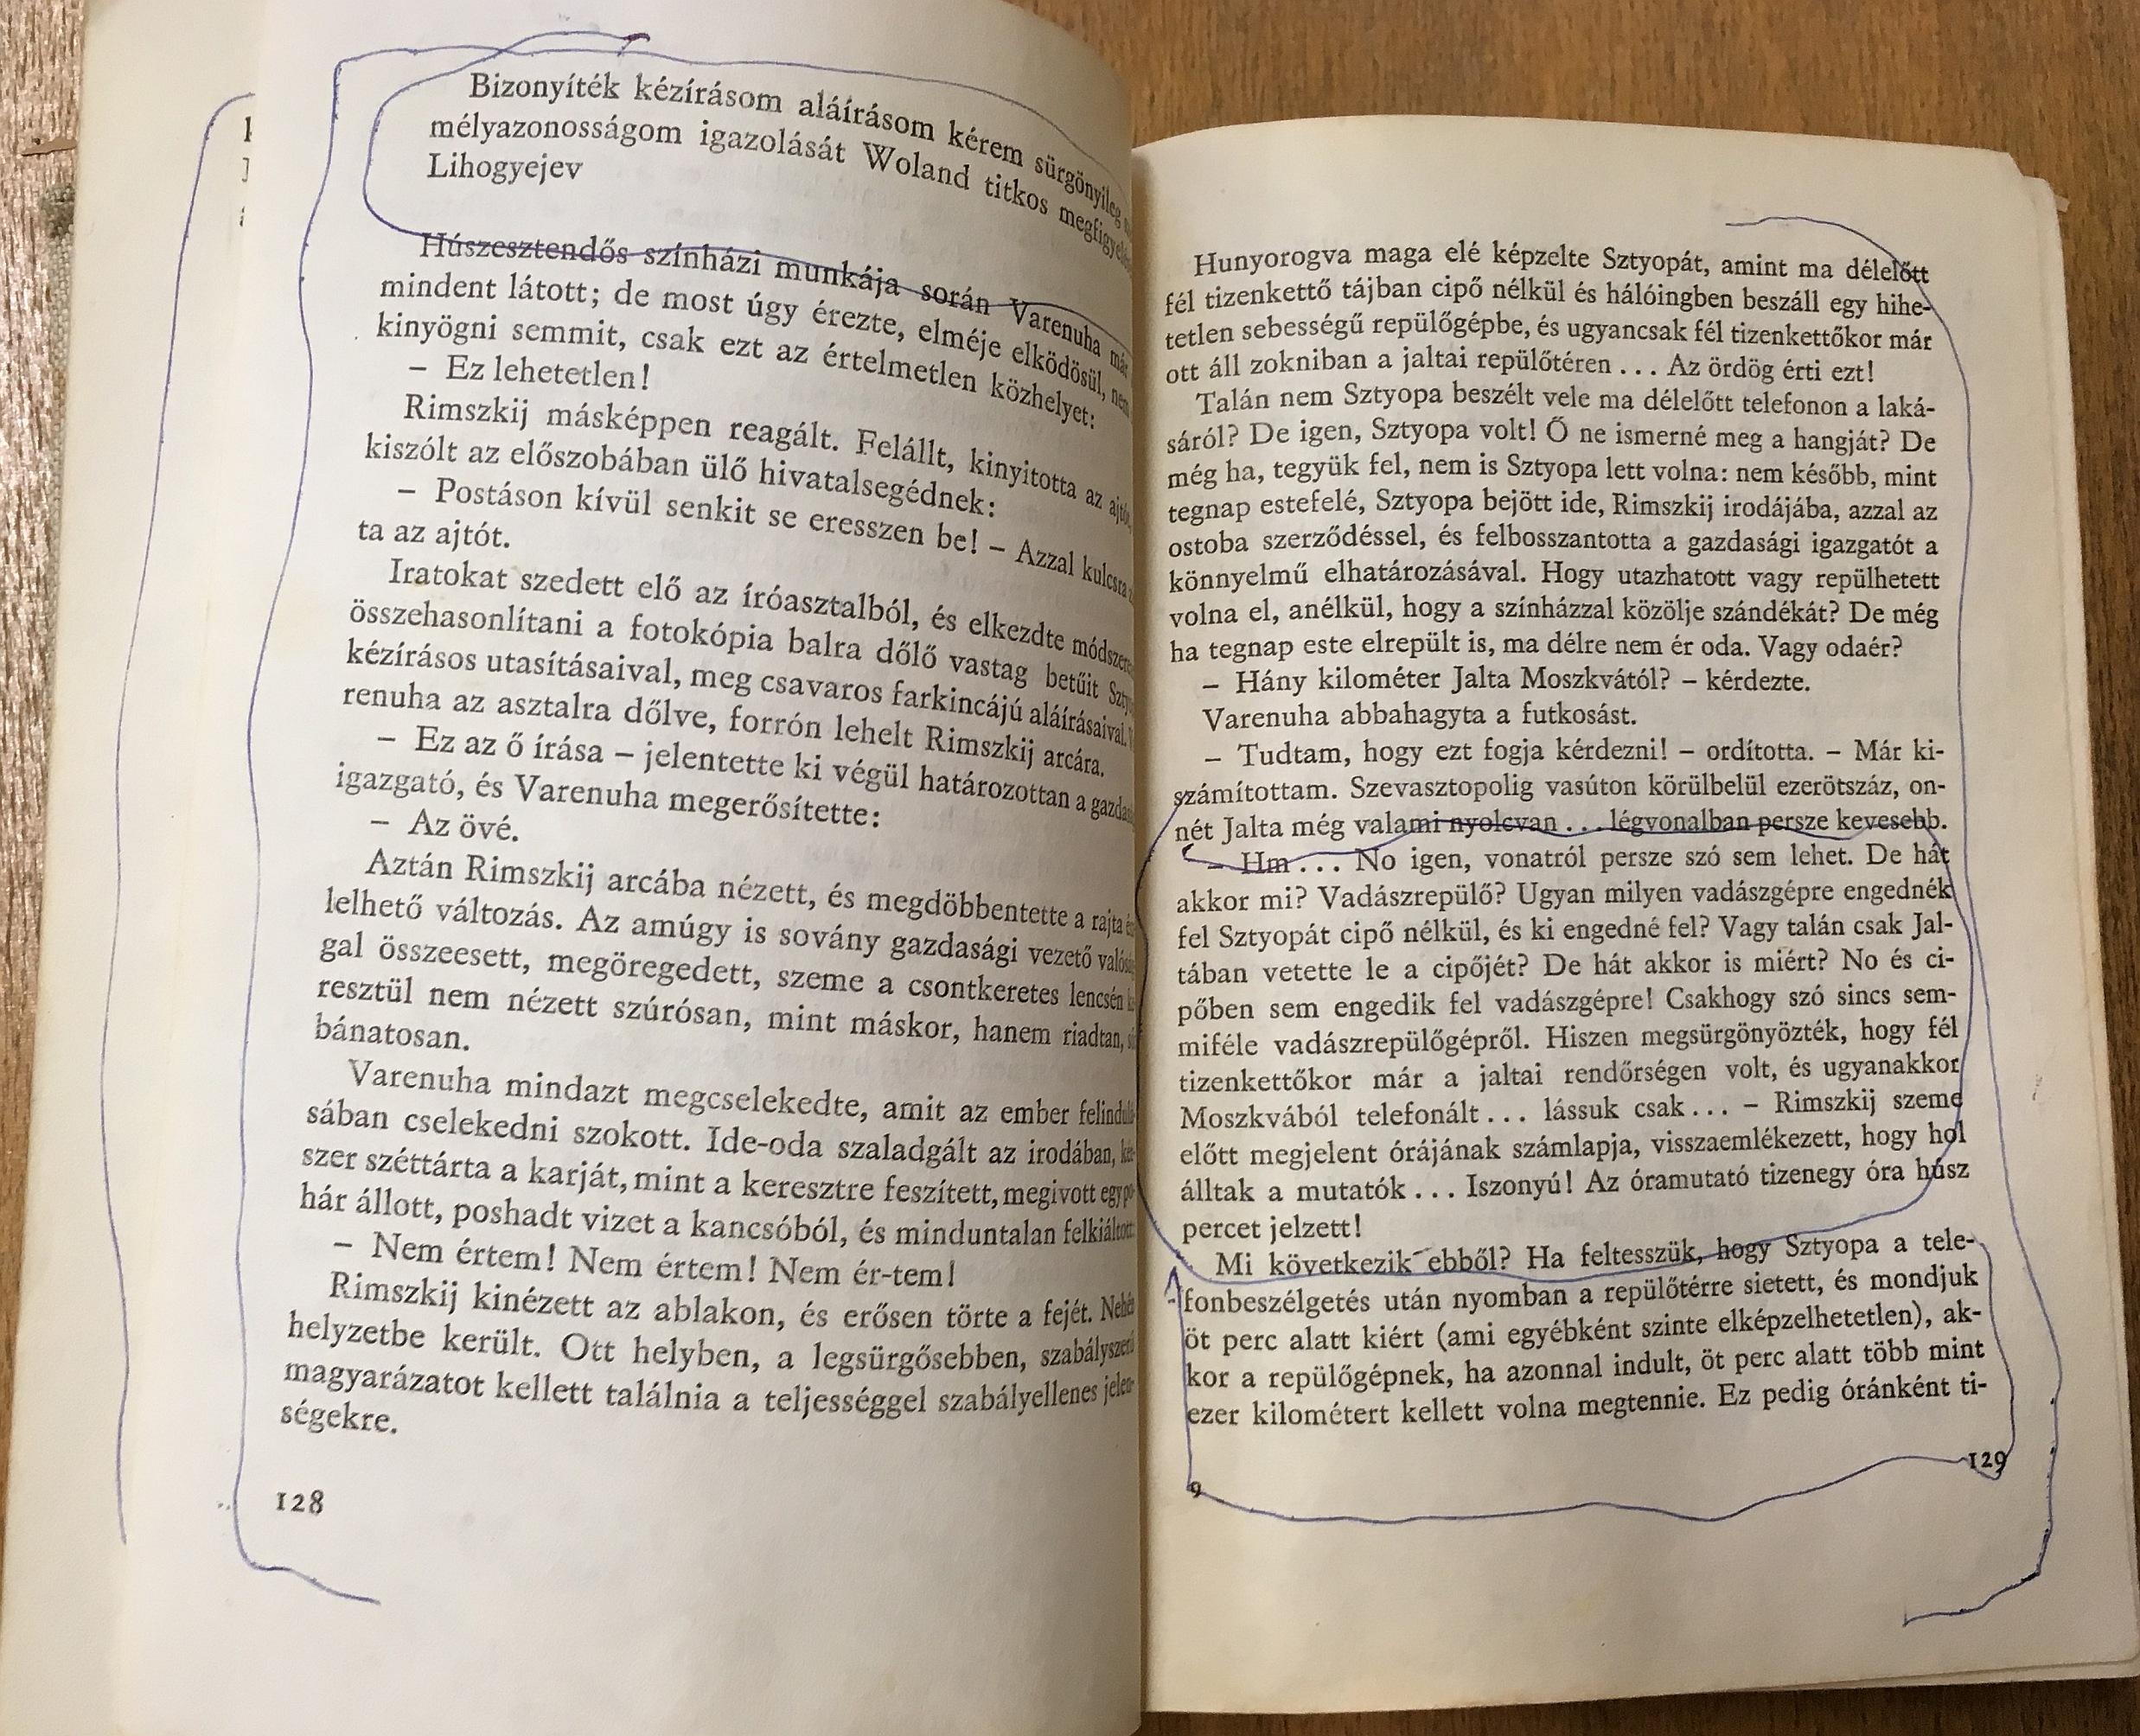 Bizonyíték kézírásom aláírásom kérem sürgönyileg
mélyazonosságom igazolását Woland titkos megfigyelés
Lihogyejev
Húszesztendős színházi munkája során Varenuha már
mindent látott; de most úgy érezte, elméje elködösül, nem
kinyögni semmit, csak ezt az értelmetlen közhelyet:
– Ez lehetetlen!
Rimszkij másképpen reagált. Felállt, kinyitotta az ajtót,
kiszólt az előszobában ülő hivatalsegédnek:
– Postáson kívül senkit se eresszen be! – Azzal kulcsra
ta az ajtót.
Iratokat szedett elő az íróasztalból, és elkezdte módszere
összehasonlítani a fotokópia balra dőlő vastag betűit Sztyo
kézírásos utasításaival, meg csavaros farkincájú aláírásaival.
renuha az asztalra dőlve, forrón lehelt Rimszkij arcára.
– Ez az ő írása – jelentette ki végül határozottan a gazda
igazgató, és Varenuha megerősítette:
– Az övé.
Aztán Rimszkij arcába nézett, és megdöbbentette a rajta
lelhető változás. Az amúgy is sovány gazdasági vezető valós
gal összeesett, megöregedett, szeme a csontkeretes lencsén
resztül nem nézett szúrósan, mint máskor, hanem riadtan,
bánatosan.
Varenuha mindazt megcselekedte, amit az ember felindulá-
sában cselekedni szokott. Ide-oda szaladgált az irodában, két-
szer széttárta a karját, mint a keresztre feszített, megivott egy po-
hár állott, poshadt vizet a kancsóból, és minduntalan felkiáltott:
– Nem értem! Nem értem! Nem ér-tem!
Rimszkij kinézett az ablakon, és erősen törte a fejét. Nehéz
helyzetbe került. Ott helyben, a legsürgősebben, szabályszerű
magyarázatot kellett találnia a teljességgel szabályellenes jelen-
ségekre.
128
Hunyorogva maga elé képzelte Sztyopát, amint ma délelőtt
fél tizenkettő tájban cipő nélkül és hálóingben beszáll egy hihe-
tetlen sebességű repülőgépbe, és ugyancsak fél tizenkettőkor már
ott áll zokniban a jaltai repülőtéren . . . Az ördög érti ezt!
Talán nem Sztyopa beszélt vele ma délelőtt telefonon a laká-
sáról? De igen, Sztyopa volt! Ő ne ismerné meg a hangját? De
még ha, tegyük fel, nem is Sztyopa lett volna: nem később, mint
tegnap estefelé, Sztyopa bejött ide, Rimszkij irodájába, azzal az
ostoba szerződéssel, és felbosszantotta a gazdasági igazgatót a
könnyelmű elhatározásával. Hogy utazhatott vagy repülhetett
volna el, anélkül, hogy a színházzal közölje szándékát? De még
ha tegnap este elrepült is, ma délre nem ér oda. Vagy odaér?
– Hány kilométer Jalta Moszkvától? – kérdezte.
Varenuha abbahagyta a futkosást.
– Tudtam, hogy ezt fogja kérdezni! – ordította. – Már ki-
számítottam. Szevasztopolig vasúton körülbelül ezerötszáz, on-
nét Jalta még valami nyolcvan . . . légvonalban persze kevesebb.
– Hm . . . No igen, vonatról persze szó sem lehet. De hát
akkor mi? Vadászrepülő? Ugyan milyen vadászgépre engednék
fel Sztyopát cipő nélkül, és ki engedné fel? Vagy talán csak Jal-
tában vetette le a cipőjét? De hát akkor is miért? No és ci-
pőben sem engedik fel vadászgépre! Csakhogy szó sincs sem-
miféle vadászrepülőgépről. Hiszen megsürgönyözték, hogy fél
tizenkettőkor már a jaltai rendőrségen volt, és ugyanakkor
Moszkvából telefonált . . . lássuk csak . . . – Rimszkij szeme
előtt megjelent órájának számlapja, visszaemlékezett, hogy hol
álltak a mutatók . . . Iszonyú! Az óramutató tizenegy óra húsz
percet jelzett!
Mi következik ebből? Ha feltesszük, hogy Sztyopa a tele-
fonbeszélgetés után nyomban a repülőtérre sietett, és mondjuk
öt perc alatt kiért (ami egyébként szinte elképzelhetetlen), ak-
kor a repülőgépnek, ha azonnal indult, öt perc alatt több mint
ezer kilométert kellett volna megtennie. Ez pedig óránként ti-
9
129